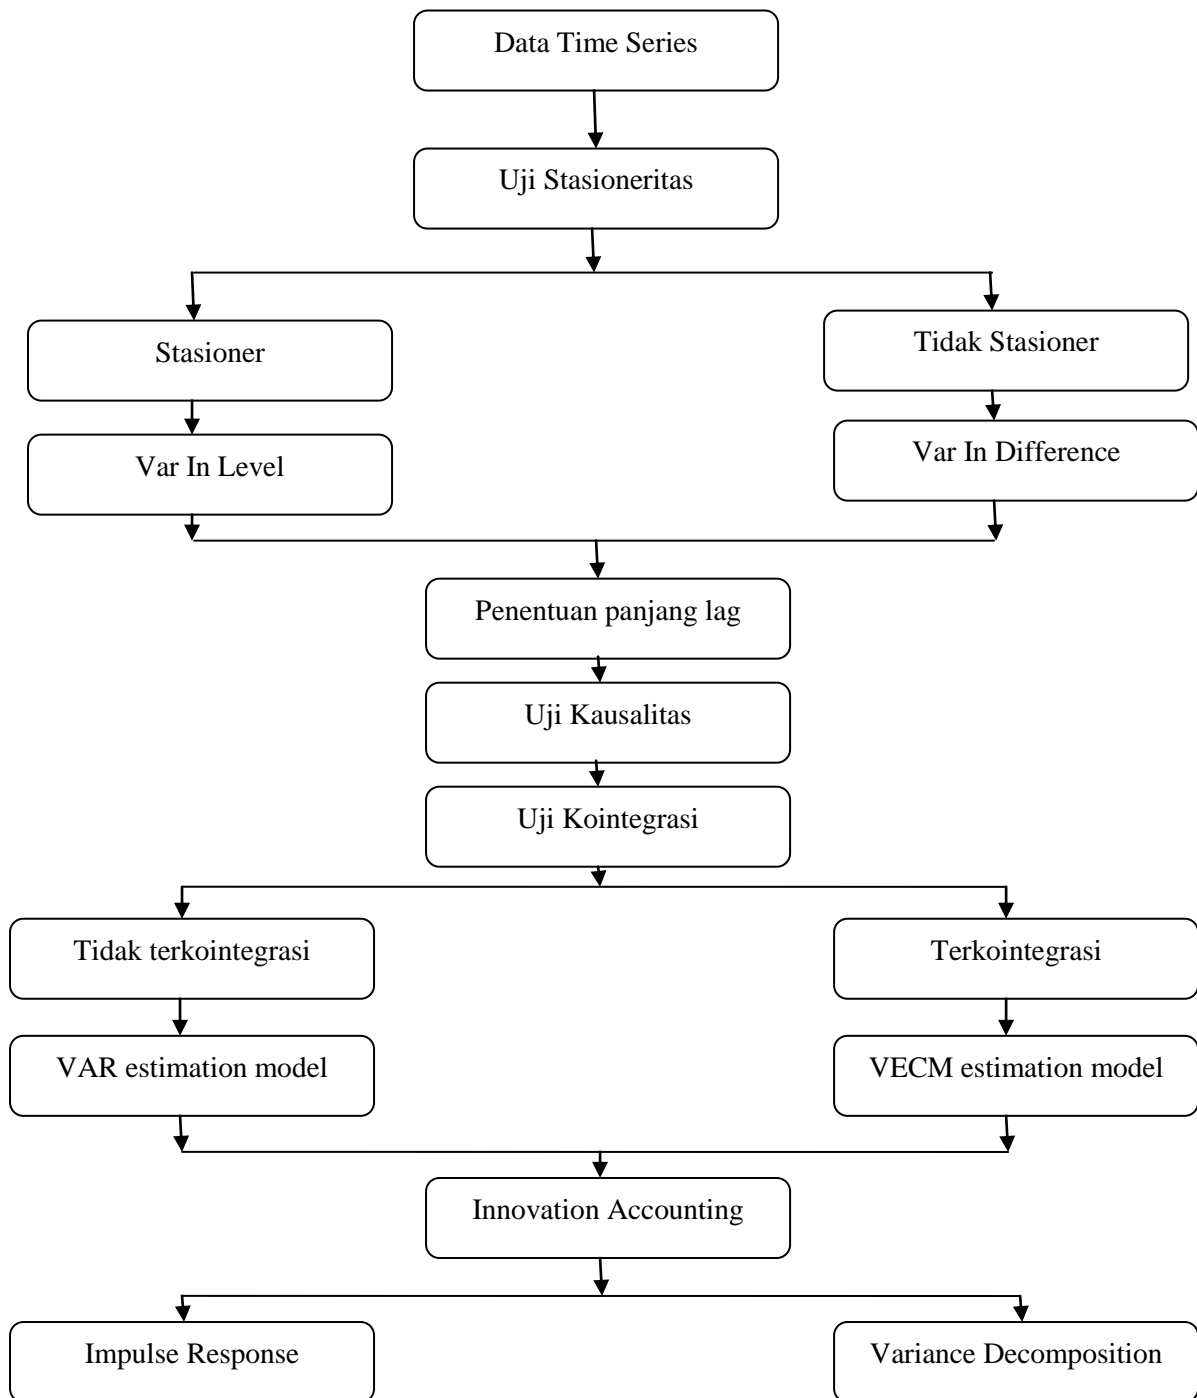 Data Time Series
Uji Stasioneritas
Stasioner
Tidak Stasioner
Var In Level
Var In Difference
Penentuan panjang lag
Uji Kausalitas
Uji Kointegrasi
Tidak terkointegrasi
Terkointegrasi
VAR estimation model
VECM estimation model
Innovation Accounting
Impulse Response
Variance Decomposition